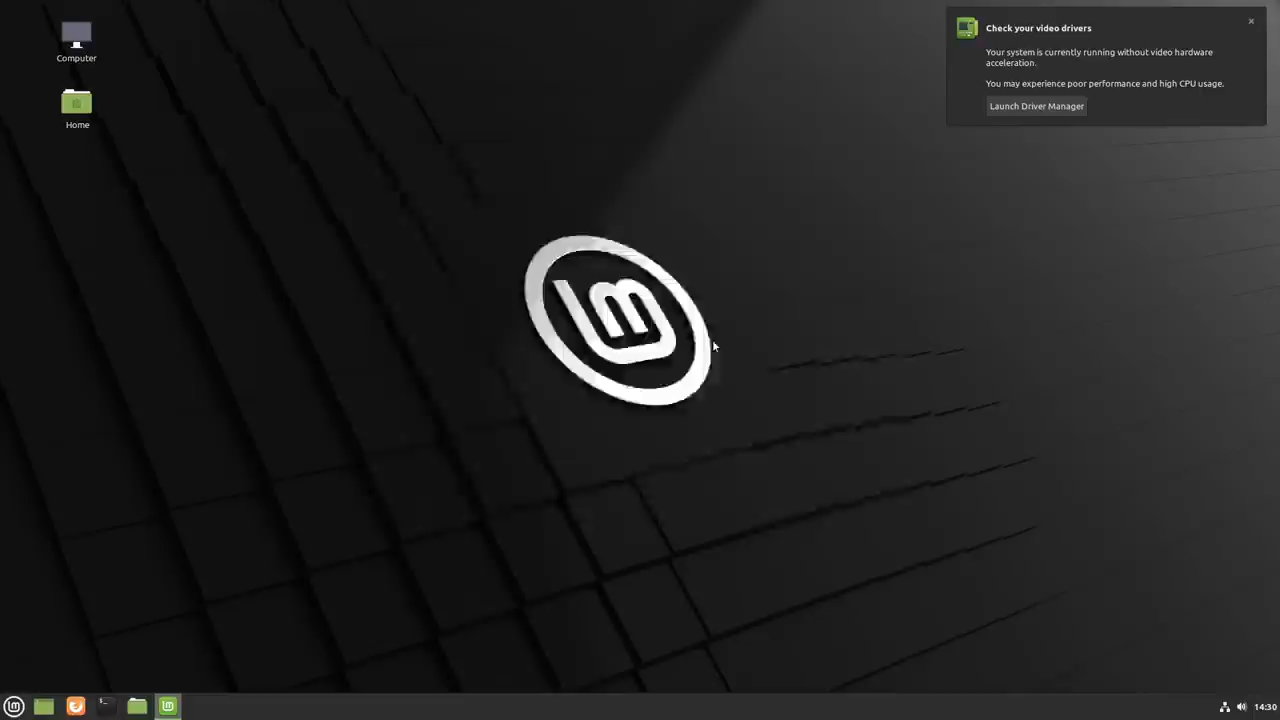 Computer
Home
Check your video drivers
Your system is currently running without video hardware
acceleration.
You may experience poor performance and high CPU usage.
Launch Driver Manager
14:30